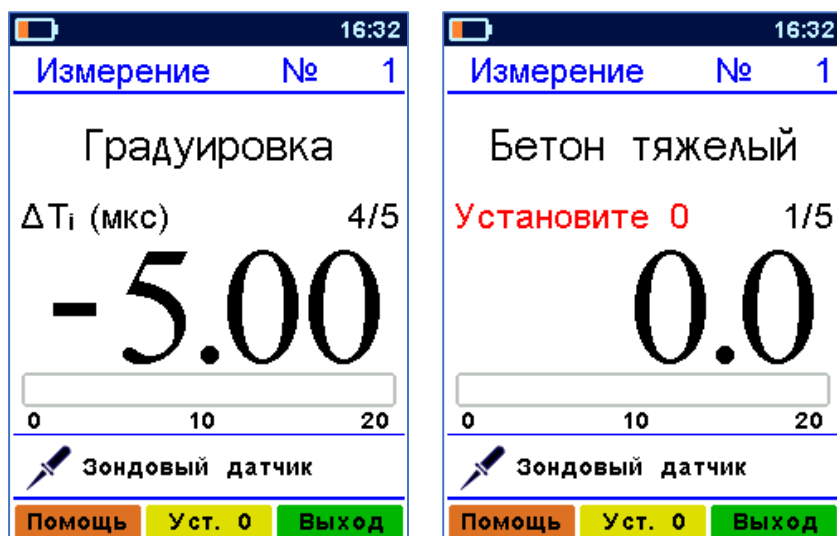 16:32
Измерение № 1
Градуировка
ΔTi (мкс) 4/5
-5.00
0 10 20
Зондовый датчик
Помощь Уст. 0 Выход
16:32
Измерение № 1
Бетон тяжелый
Установите 0 1/5
0.0
0 10 20
Зондовый датчик
Помощь Уст. 0 Выход